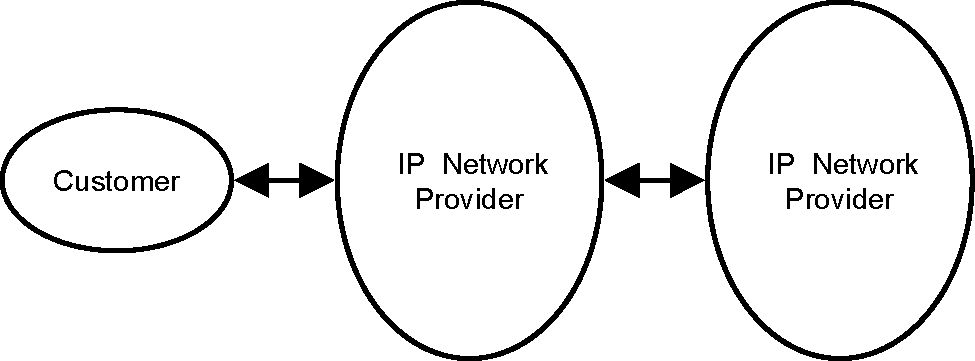 Customer
IP Network
Provider
IP Network
Provider